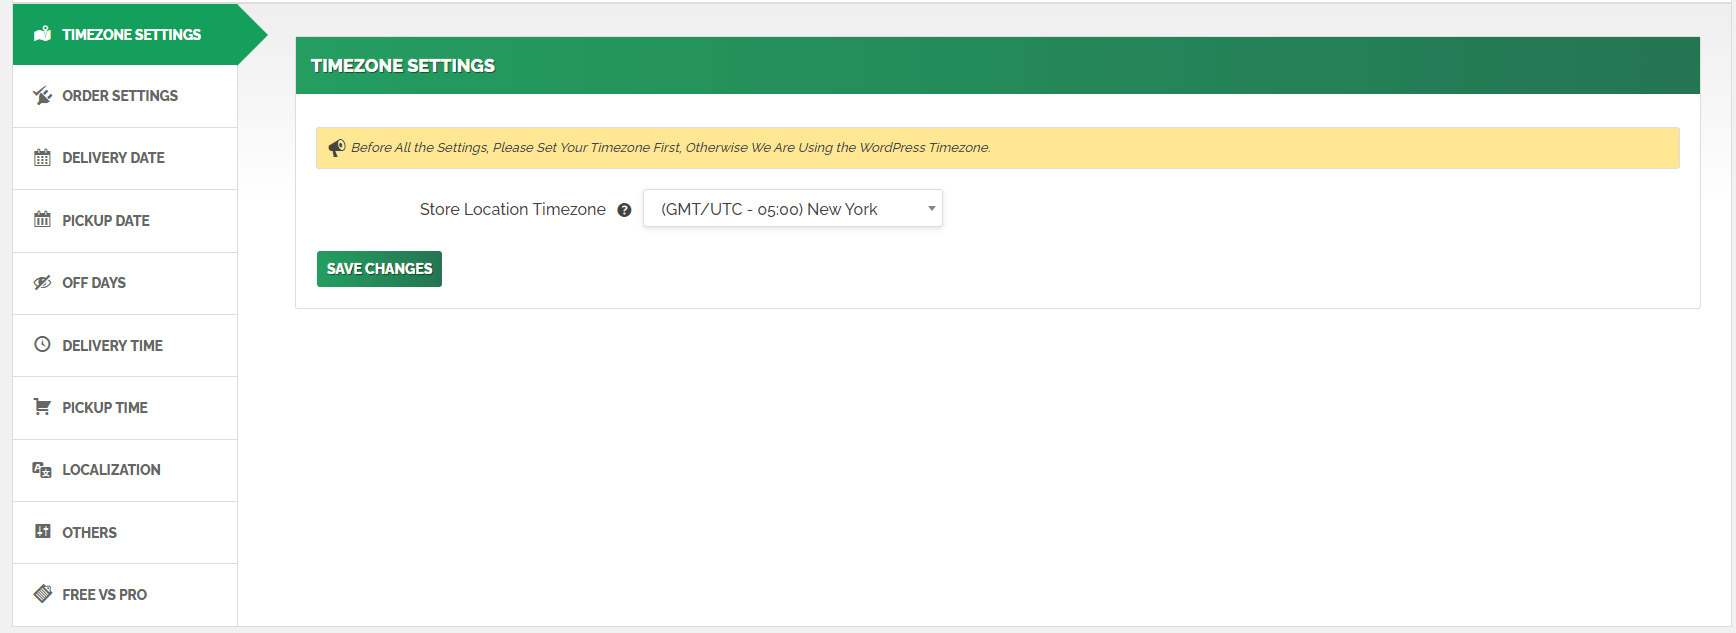 TIMEZONE SETTINGS
ORDER SETTINGS
DELIVERY DATE
PICKUP DATE
OFF DAYS
DELIVERY TIME
PICKUP TIME
LOCALIZATION
OTHERS
FREE VS PRO
TIMEZONE SETTINGS
Before All the Settings, Please Set Your Timezone First, Otherwise We Are Using the WordPress Timezone.
Store Location Timezone ? (GMT/UTC - 05:00) New York
SAVE CHANGES